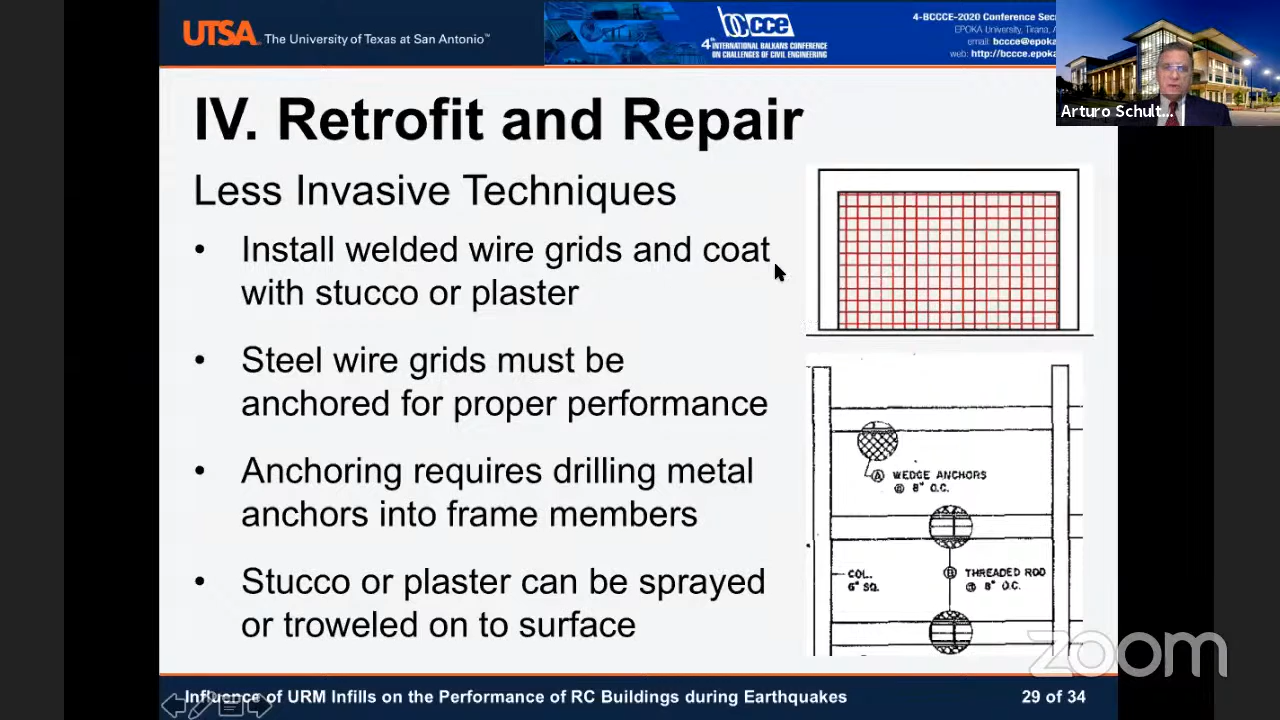 UTSA The University of Texas at San Antonio™
bccce
4th INTERNATIONAL BALKANS CONFERENCE
ON CHALLENGES OF CIVIL ENGINEERING
4-BCCCE-2020 Conference Sec
EPOKA University, Tirana, A
email: bccce@epoka
web: http://bccce.epoka
Arturo Schult...
IV. Retrofit and Repair
Less Invasive Techniques
• Install welded wire grids and coat
with stucco or plaster
• Steel wire grids must be
anchored for proper performance
• Anchoring requires drilling metal
anchors into frame members
• Stucco or plaster can be sprayed
or troweled on to surface
A WEDGE ANCHORS
@ 8" O.C.
COL.
6" SQ.
B THREADED ROD
@ 8" O.C.
zoom
Influence of URM Infills on the Performance of RC Buildings during Earthquakes
29 of 34